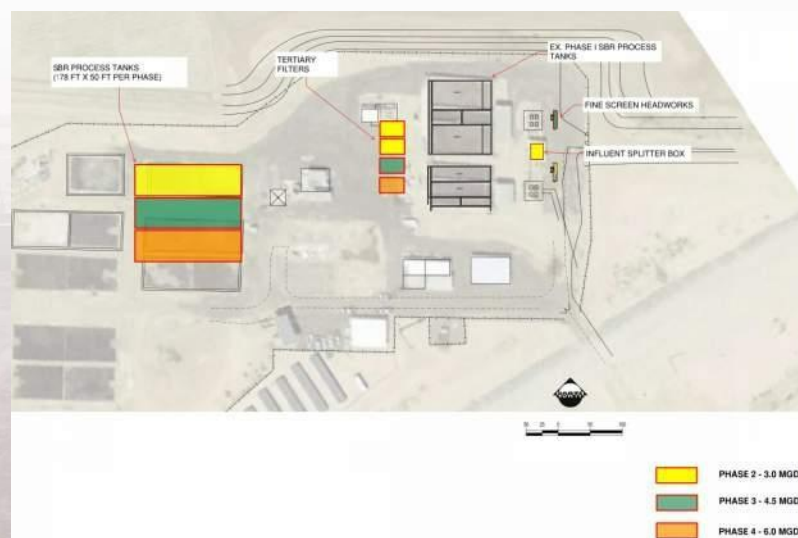 EX. PHASE I SBR PROCESS
TANKS
TERTIARY
FILTERS
SBR PROCESS TANKS
(178 FT X 50 FT PER PHASE)
FINE SCREEN HEADWORKS
INFLUENT SPLITTER BOX
NORTH
PHASE 2 - 3.0 MGD
PHASE 3 - 4.5 MGD
PHASE 4 - 6.0 MGD